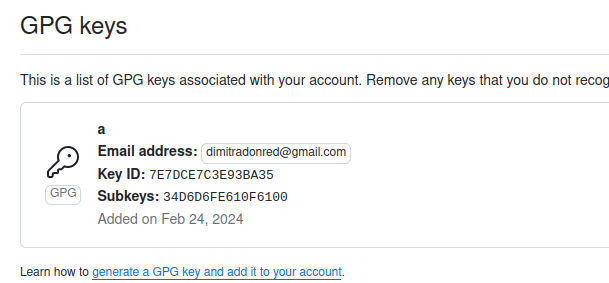 GPG keys
This is a list of GPG keys associated with your account. Remove any keys that you do not recog
a
Email address: dimitradonred@gmail.com
GPG
Key ID: 7E7DCE7C3E93BA35
Subkeys: 34D6D6FE610F6100
Added on Feb 24, 2024
Learn how to generate a GPG key and add it to your account.